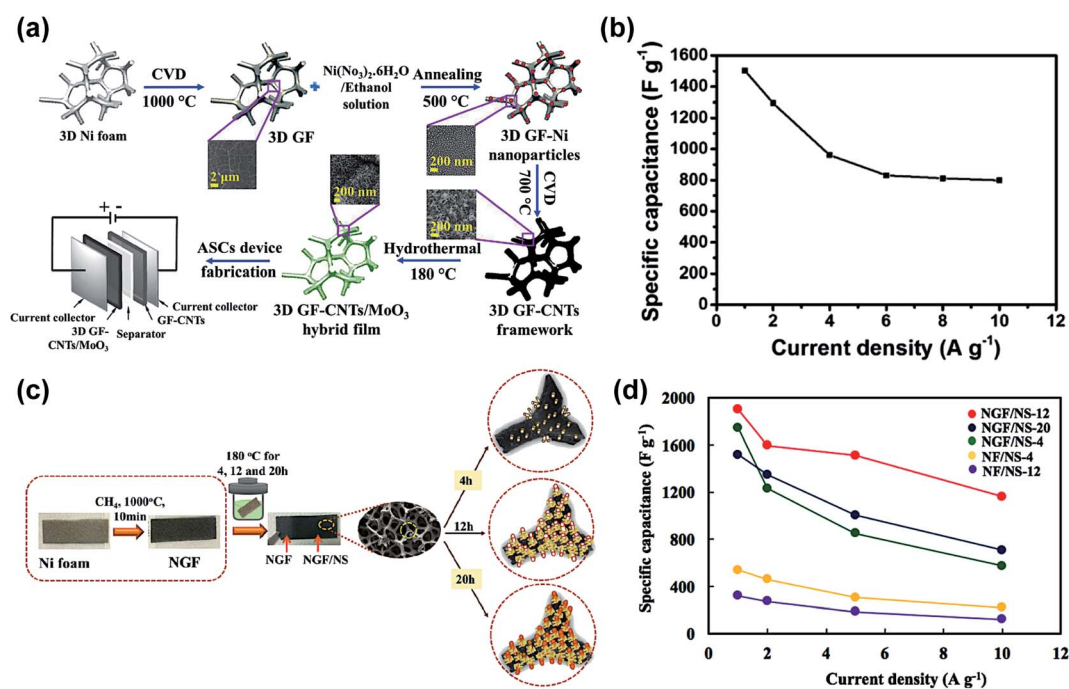 (a)
CVD
1000 °C
3D Ni foam
3D GF
+
Ni(No₃)₂.6H₂O
/Ethanol
solution
Annealing
500 °C
3D GF-Ni
nanoparticles
2 μm
200 nm
200 nm
200 nm
CVD
700 °C
3D GF-CNTs
framework
Hydrothermal
180 °C
3D GF-CNTs/MoO₃
hybrid film
ASCs device
fabrication
+ -
Current collector
GF-CNTs
Separator
3D GF-
CNTs/MoO₃
Current collector
(b)
Specific capacitance (F g⁻¹)
1600
1400
1200
1000
800
600
400
200
0
0 2 4 6 8 10 12
Current density (A g⁻¹)
(c)
Ni foam
CH₄, 1000°C,
10min
NGF
180 °C for
4, 12 and 20h
NGF
NGF/NS
4h
12h
20h
(d)
Specific capacitance (F g⁻¹)
2000
1600
1200
800
400
0
0 2 4 6 8 10 12
Current density (A g⁻¹)
NGF/NS-12
NGF/NS-20
NGF/NS-4
NF/NS-4
NF/NS-12